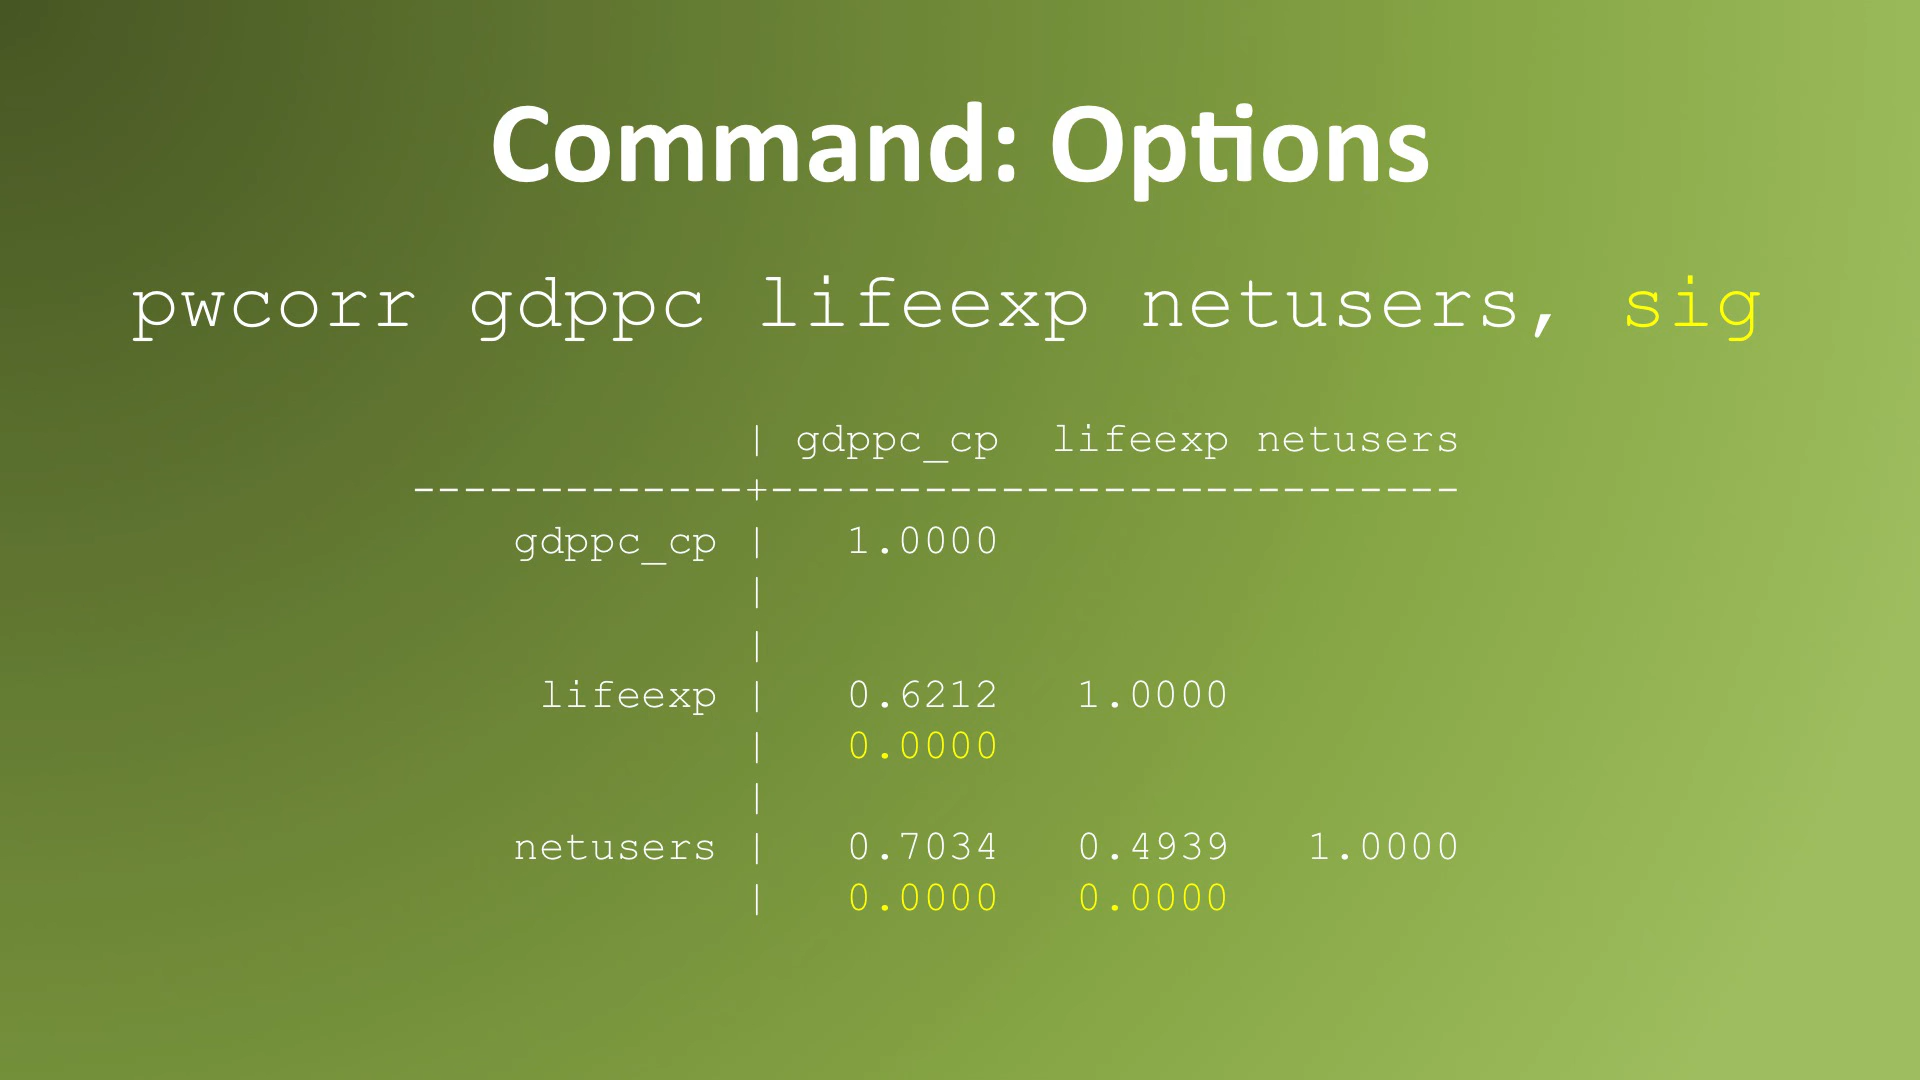 Command: Options
pwcorr gdppc lifeexp netusers, sig
             | gdppc_cp  lifeexp netusers
-------------+---------------------------
    gdppc_cp |   1.0000
             |
             |
     lifeexp |   0.6212   1.0000
             |   0.0000
             |
    netusers |   0.7034   0.4939   1.0000
             |   0.0000   0.0000